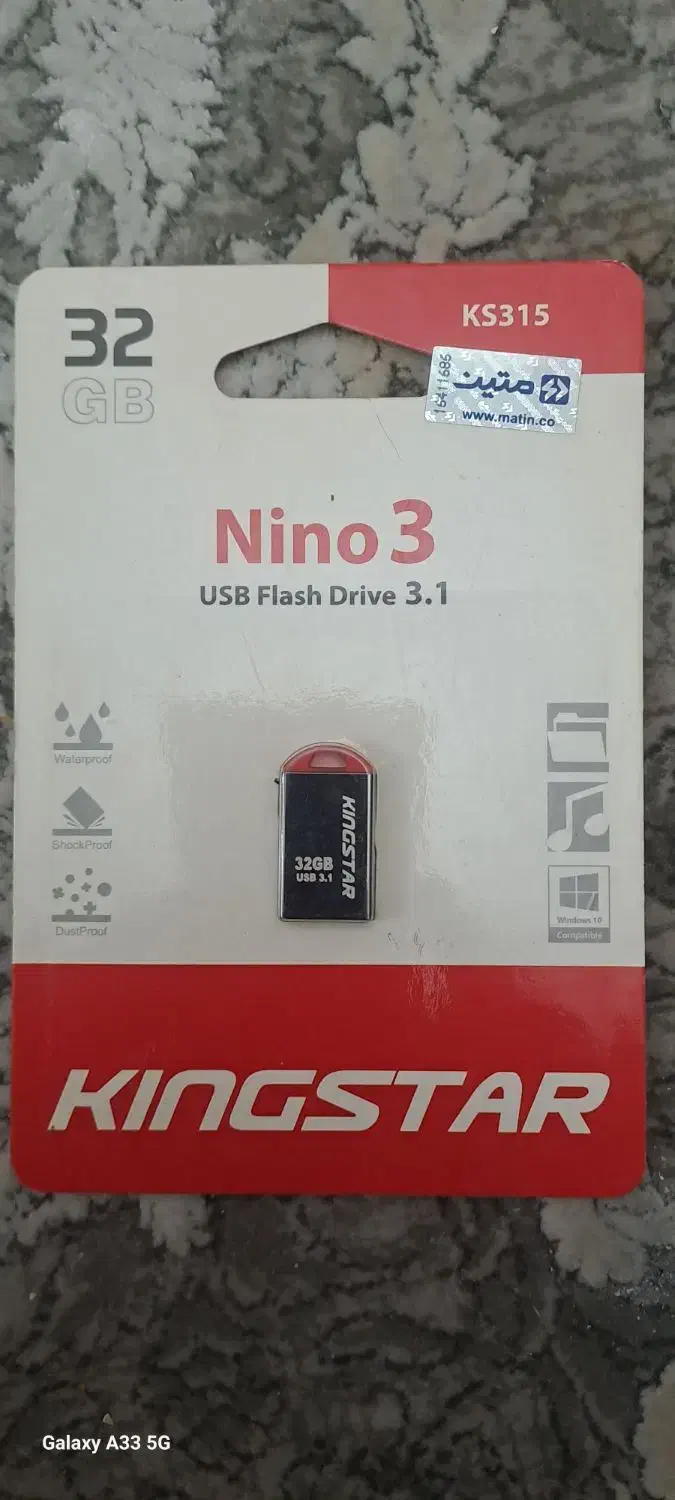 32
GB
KS315
16411686
متین
www.matin.co
Nino 3
USB Flash Drive 3.1
Waterproof
ShockProof
DustProof
KINGSTAR
32GB
USB 3.1
Windows 10
Compatible
KINGSTAR
Galaxy A33 5G